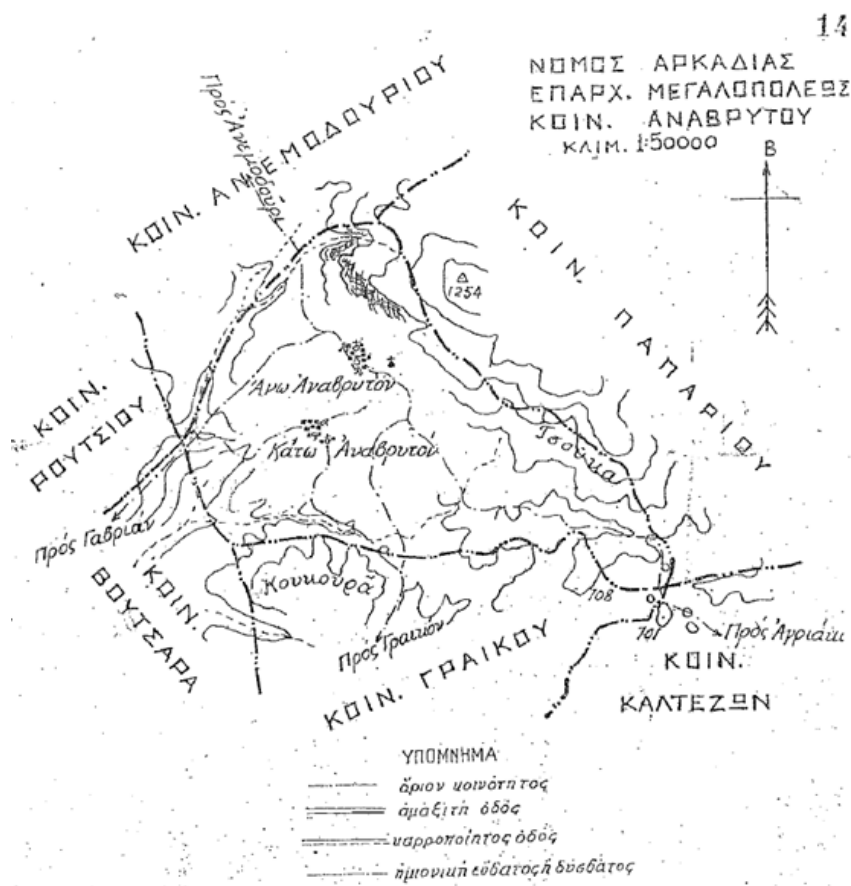 14
ΝΟΜΟΣ ΑΡΚΑΔΙΑΣ
ΕΠΑΡΧ. ΜΕΓΑΛΟΠΟΛΕΩΣ
ΚΟΙΝ. ΑΝΑΒΡΥΤΟΥ
ΚΛΙΜ. 1:50000
Β
ΚΟΙΝ. ΑΝΕΜΟΔΟΥΡΙΟΥ
Πρός Ἀνεμοδοῦρι
ΚΟΙΝ. ΠΑΠΑΡΙΟΥ
1254
Ἄνω Ἀναβρυτόν
ΚΟΙΝ.
ΡΟΥΤΣΙΟΥ
Κάτω Ἀναβρυτόν
Τσούκα
Πρός Γαβριάν
ΚΟΙΝ.
ΒΟΥΤΣΑΡΑ
Κουκουρᾶ
Πρός Γραικόν
ΚΟΙΝ. ΓΡΑΙΚΟΥ
708
701
Πρός
ΚΟΙΝ.
ΚΑΛΤΕΖΩΝ
ΥΠΟΜΝΗΜΑ
ὅριον κοινότητος
ἁμαξιτή ὁδός
καρροποίητος ὁδός
ἡμιονική εὔβατος ἤ δύσβατος